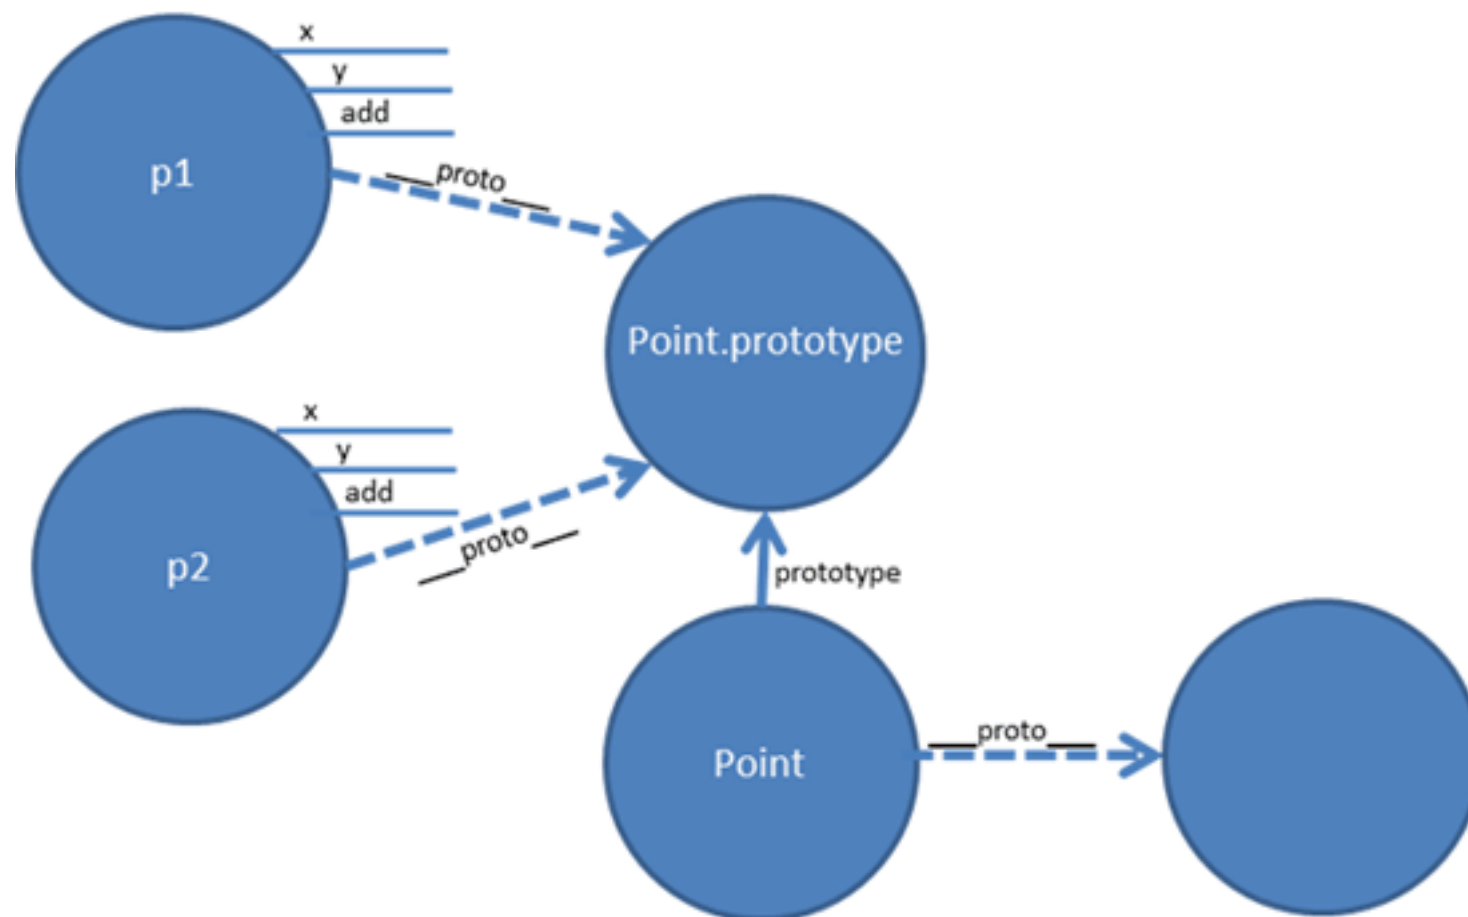 x
y
add
p1
__proto__
Point.prototype
x
y
add
p2
__proto__
prototype
Point
__proto__